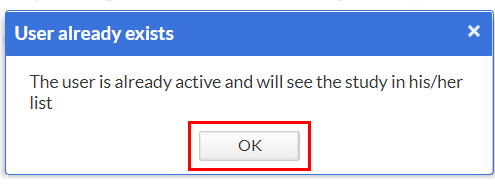 User already exists ×
The user is already active and will see the study in his/her
list
OK